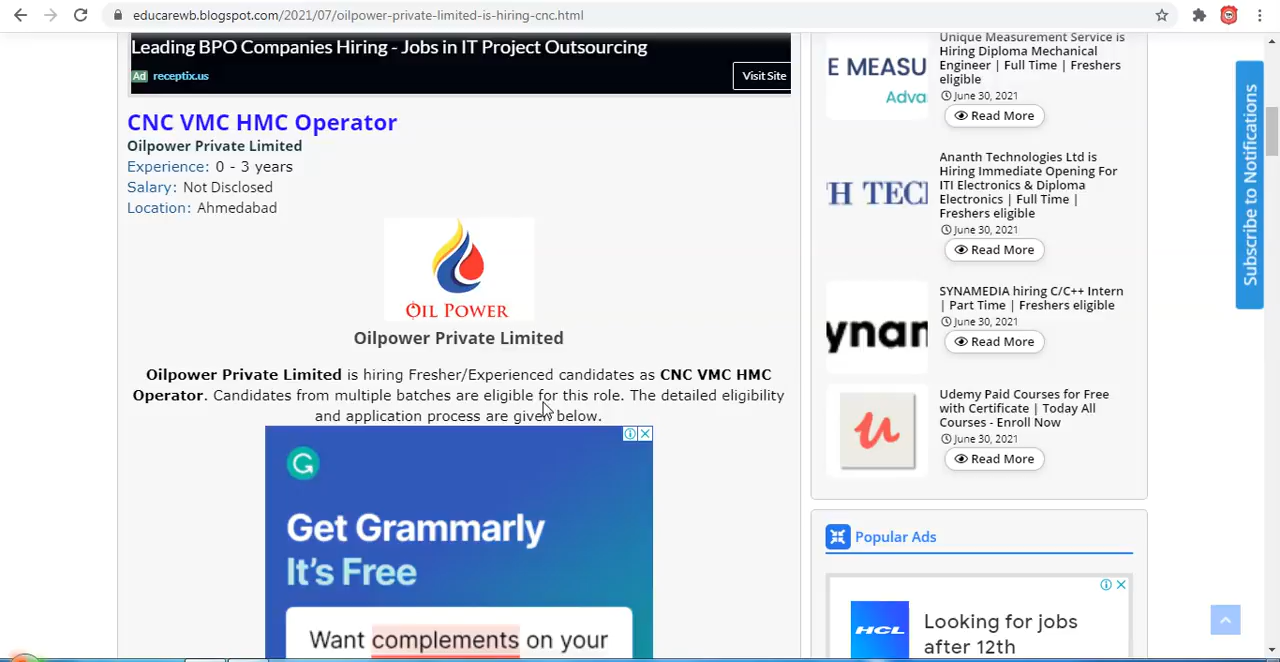 educarewb.blogspot.com/2021/07/oilpower-private-limited-is-hiring-cnc.html
Leading BPO Companies Hiring - Jobs in IT Project Outsourcing
Ad receptix.us
Visit Site
CNC VMC HMC Operator
Oilpower Private Limited
Experience: 0 - 3 years
Salary: Not Disclosed
Location: Ahmedabad
OIL POWER
Oilpower Private Limited
Oilpower Private Limited is hiring Fresher/Experienced candidates as CNC VMC HMC
Operator. Candidates from multiple batches are eligible for this role. The detailed eligibility
and application process are given below.
Get Grammarly
It's Free
Want complements on your
E MEASU
Adva
Unique Measurement Service is
Hiring Diploma Mechanical
Engineer | Full Time | Freshers
eligible
June 30, 2021
Read More
H TEC
Ananth Technologies Ltd is
Hiring Immediate Opening For
ITI Electronics & Diploma
Electronics | Full Time |
Freshers eligible
June 30, 2021
Read More
ynan
SYNAMEDIA hiring C/C++ Intern
| Part Time | Freshers eligible
June 30, 2021
Read More
Udemy Paid Courses for Free
with Certificate | Today All
Courses - Enroll Now
June 30, 2021
Read More
Popular Ads
HCL
Looking for jobs
after 12th
Subscribe to Notifications